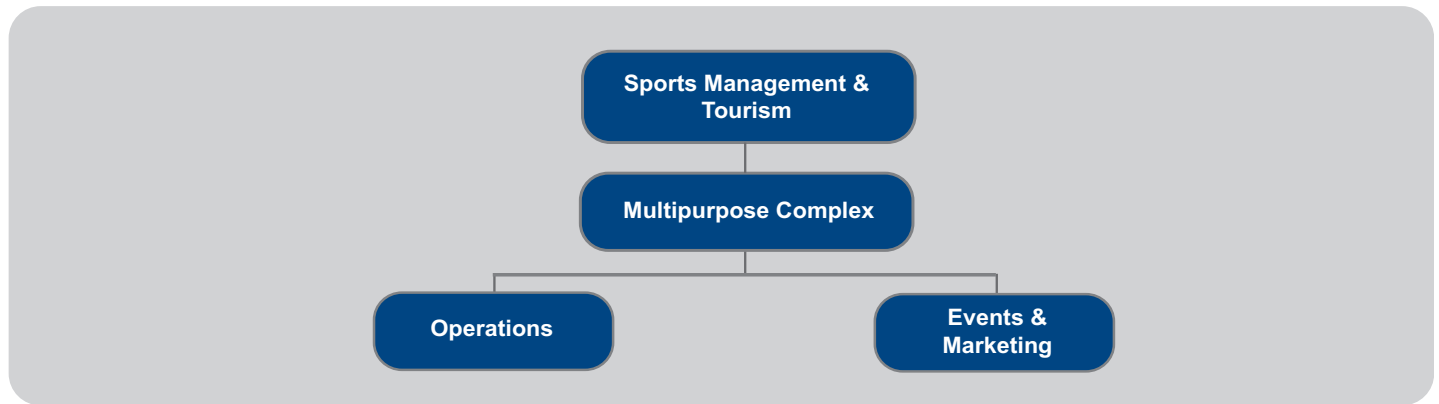 Sports Management &
Tourism
Multipurpose Complex
Operations
Events &
Marketing